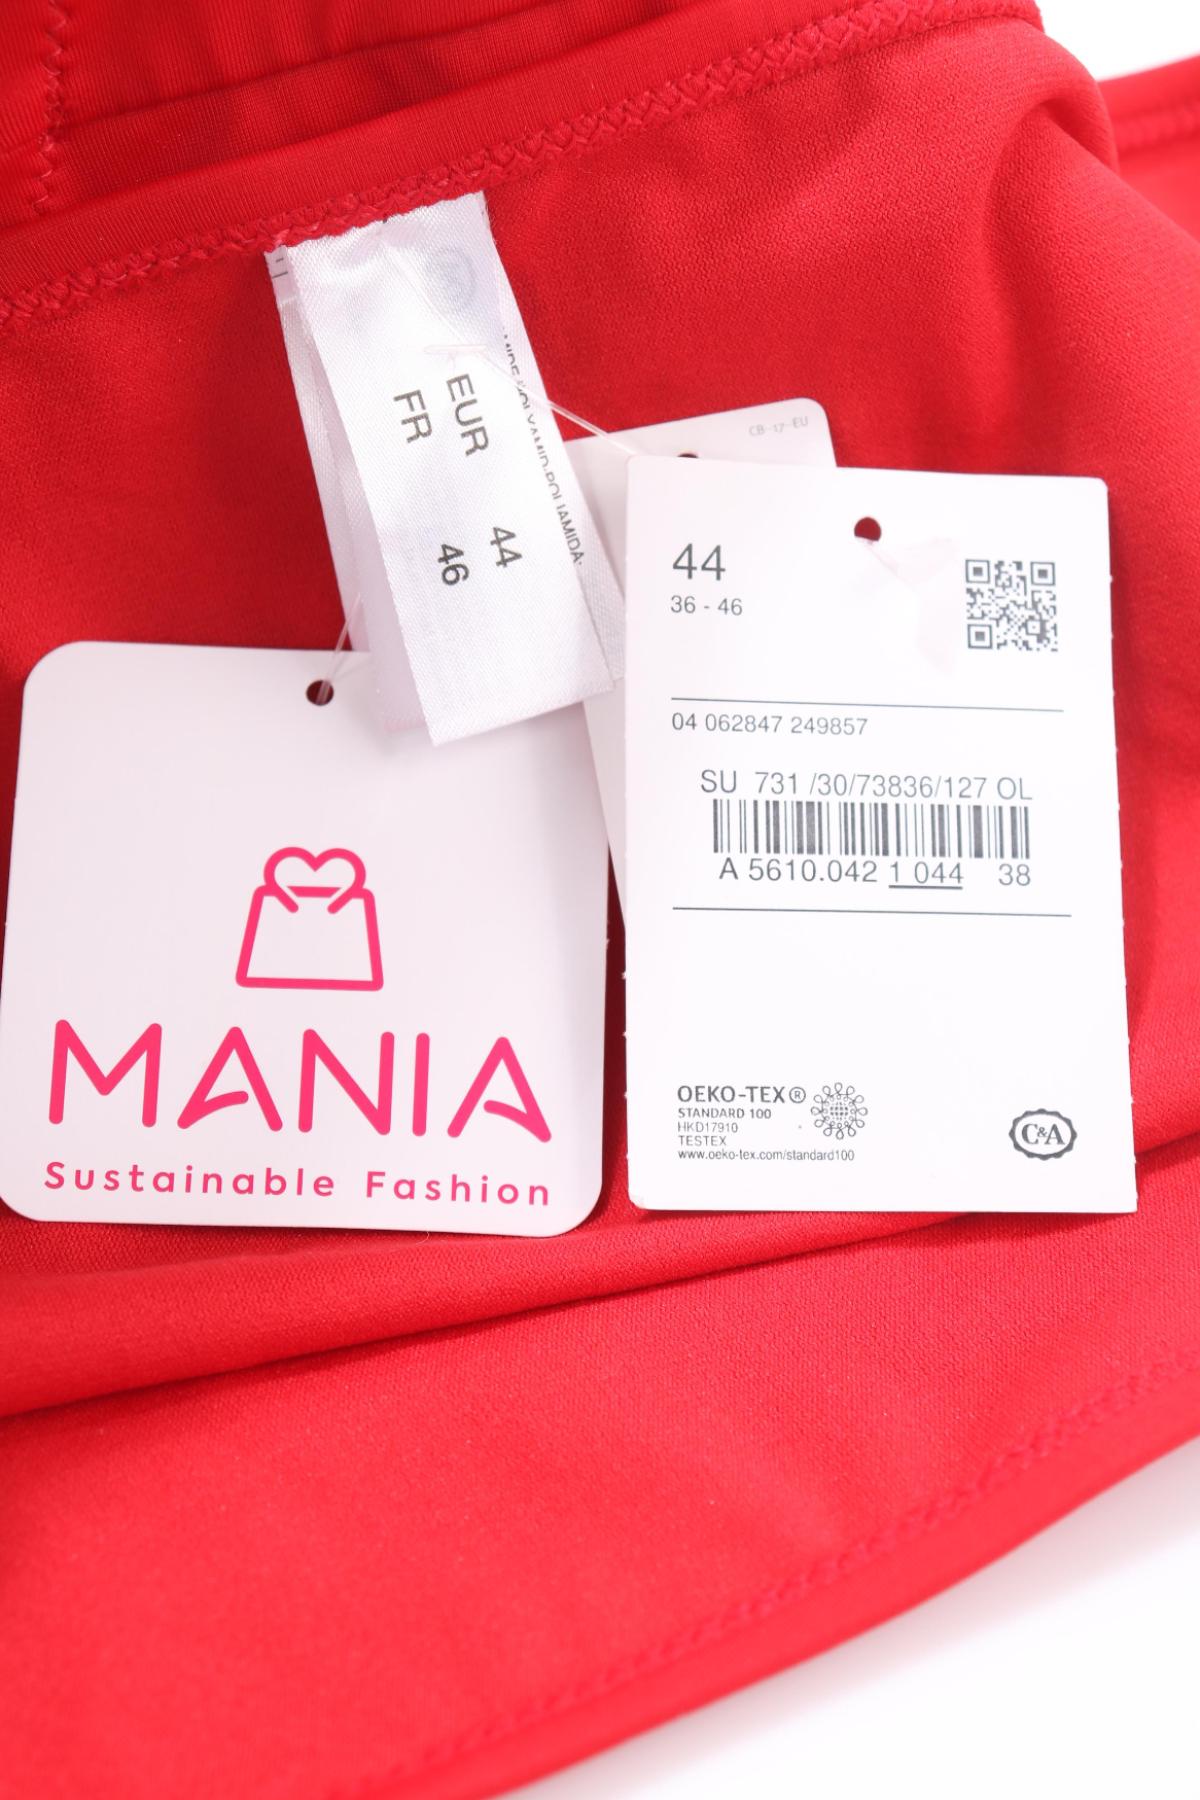 EUR 44
FR 46
CB-17-EU
44
36 - 46
04 062847 249857
SU 731 /30/73836/127 OL
A 5610.042 1 044 38
OEKO-TEX®
STANDARD 100
HKD17910
TESTEX
www.oeko-tex.com/standard100
C&A
MANIA
Sustainable Fashion